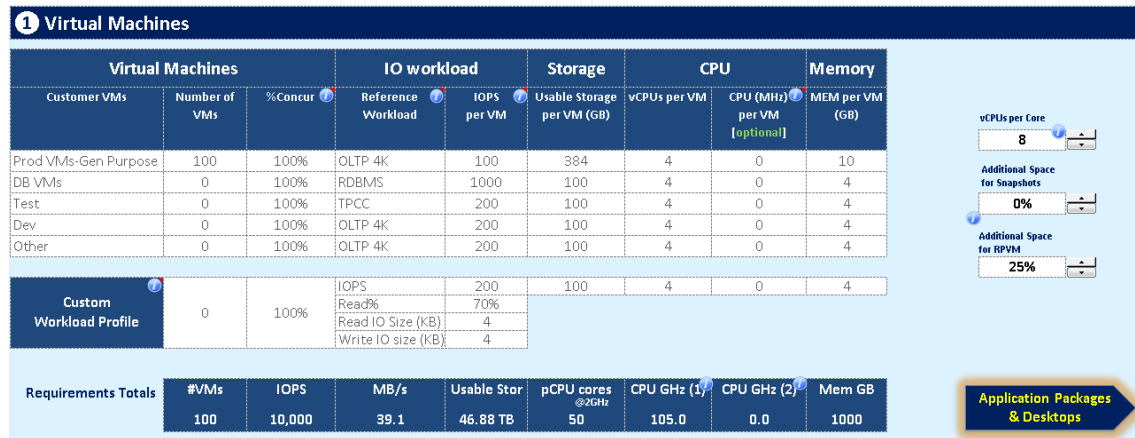 1 Virtual Machines
Virtual Machines IO workload Storage CPU Memory
Customer VMs Number of VMs %Concur Reference Workload IOPS per VM Usable Storage per VM (GB) vCPUs per VM CPU (MHz) per VM [optional] MEM per VM (GB)
Prod VMs-Gen Purpose 100 100% OLTP 4K 100 384 4 0 10
DB VMs 0 100% RDBMS 1000 100 4 0 4
Test 0 100% TPCC 200 100 4 0 4
Dev 0 100% OLTP 4K 200 100 4 0 4
Other 0 100% OLTP 4K 200 100 4 0 4
vCPUs per Core
8
Additional Space
for Snapshots
0%
Additional Space
for RPVM
25%
Custom
Workload Profile
0 100%
IOPS 200 100 4 0 4
Read% 70%
Read IO Size (KB) 4
Write IO size (KB) 4
Requirements Totals
#VMs IOPS MB/s Usable Stor pCPU cores @2GHz CPU GHz (1) CPU GHz (2) Mem GB
100 10,000 39.1 46.88 TB 50 105.0 0.0 1000
Application Packages
& Desktops